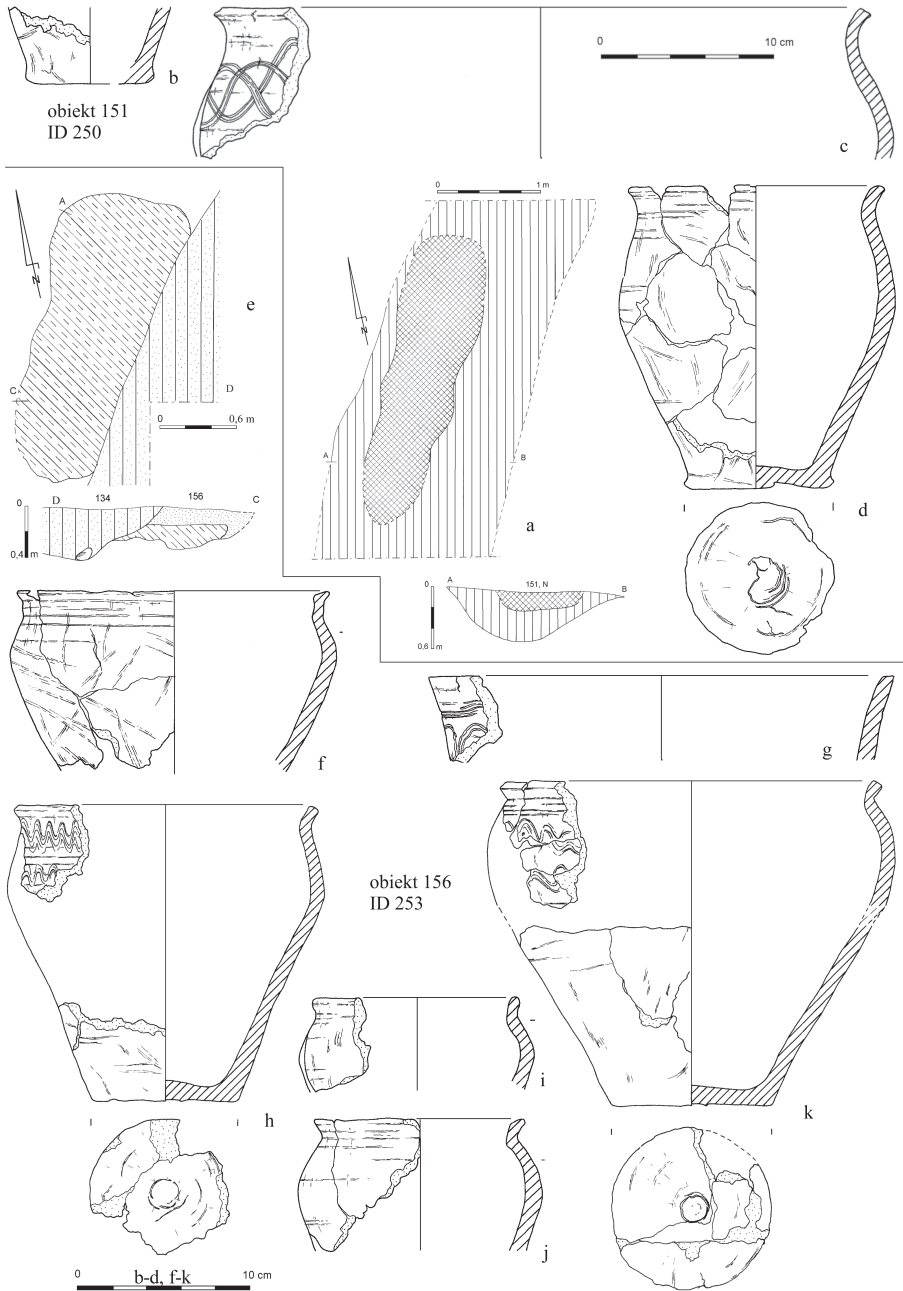 b
obiekt 151
ID 250
0 10 cm
c
A
N
e
C
D
0 0,6 m
0 1 m
N
A
B
a
d
D 134 156 C
0
0,4 m
A 151, N B
0
0,6 m
f
g
obiekt 156
ID 253
h
i
k
j
b-d, f-k
0 10 cm